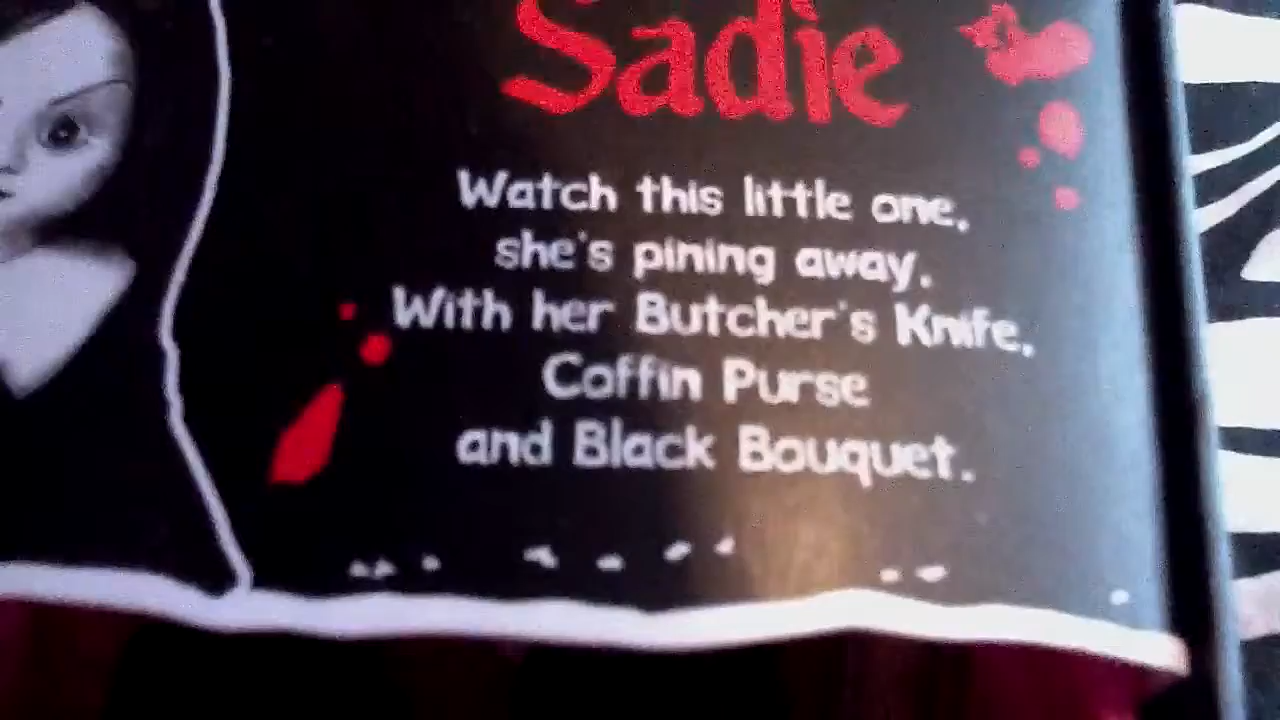 Sadie
Watch this little one,
she's pining away.
With her Butcher's Knife,
Coffin Purse
and Black Bouquet.